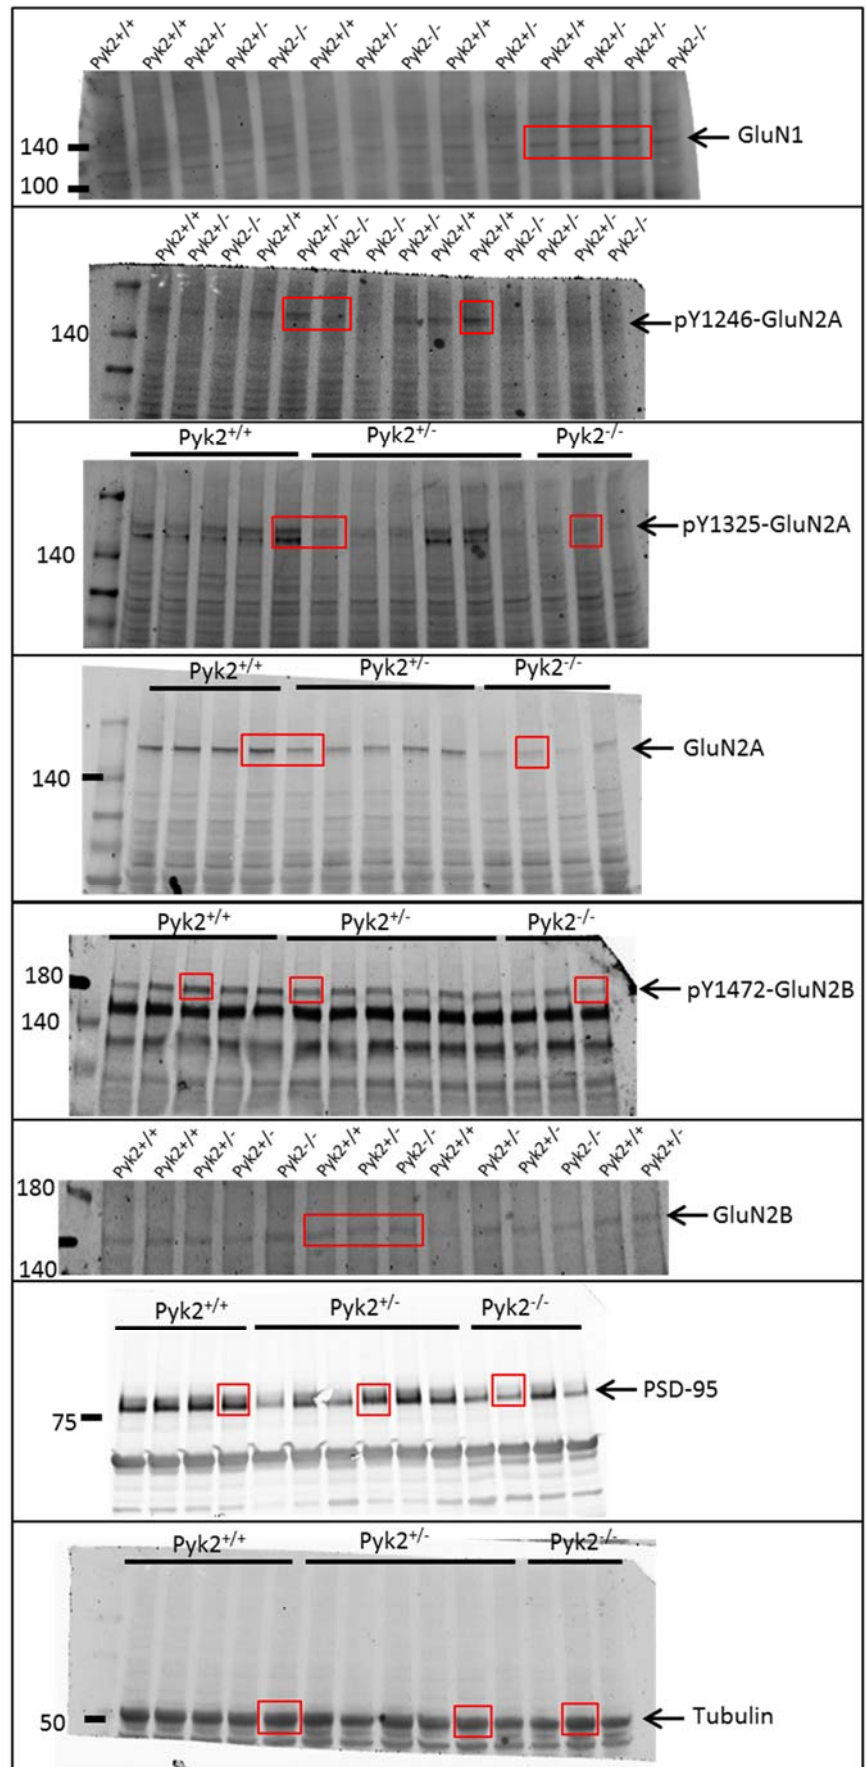 Pyk2+/+ Pyk2+/+ Pyk2+/- Pyk2+/- Pyk2-/- Pyk2+/+ Pyk2+/- Pyk2-/- Pyk2+/+ Pyk2+/- Pyk2+/+ Pyk2+/- Pyk2+/- Pyk2-/-
140
GluN1
100
Pyk2+/+ Pyk2+/- Pyk2-/- Pyk2+/+ Pyk2+/- Pyk2-/- Pyk2-/- Pyk2+/- Pyk2+/+ Pyk2+/+ Pyk2-/- Pyk2+/- Pyk2+/- Pyk2-/-
140
pY1246-GluN2A
Pyk2+/+ Pyk2+/- Pyk2-/-
140
pY1325-GluN2A
Pyk2+/+ Pyk2+/- Pyk2-/-
140
GluN2A
Pyk2+/+ Pyk2+/- Pyk2-/-
180
pY1472-GluN2B
140
Pyk2+/+ Pyk2+/+ Pyk2+/- Pyk2+/- Pyk2-/- Pyk2+/+ Pyk2+/- Pyk2-/- Pyk2+/+ Pyk2+/- Pyk2+/- Pyk2-/- Pyk2+/+ Pyk2+/-
180
GluN2B
140
Pyk2+/+ Pyk2+/- Pyk2-/-
75
PSD-95
Pyk2+/+ Pyk2+/- Pyk2-/-
50
Tubulin